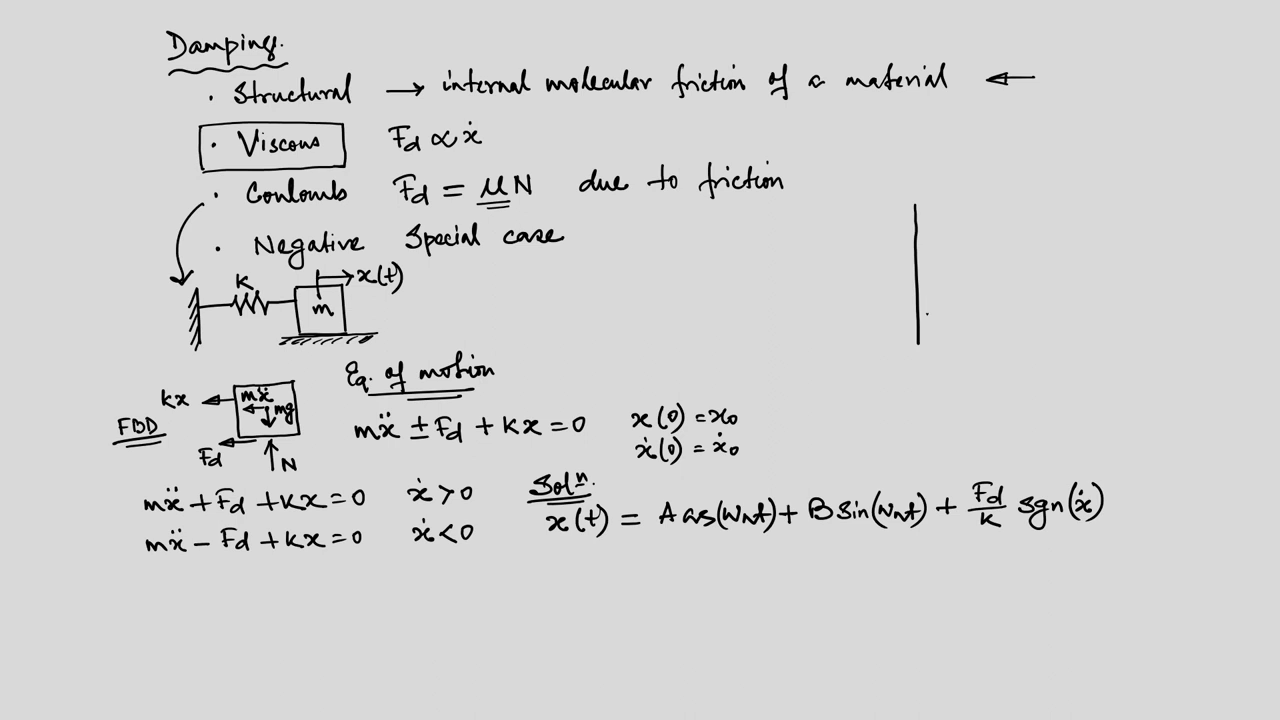 Damping.
· Structural → internal molecular friction of a material ←
· Viscous Fd ∝ ẋ
· Coulomb Fd = μN due to friction
· Negative Special case
K x(t)
m
Eq. of motion
kx mẍ mg
FBD
mẍ ± Fd + kx = 0 x(0) = x0
Fd N ẋ(0) = ẋ0
Solⁿ.
mẍ + Fd + kx = 0 ẋ > 0
x(t) = A cos(ωnt) + B sin(ωnt) + Fd/k sgn(ẋ)
mẍ - Fd + kx = 0 ẋ < 0